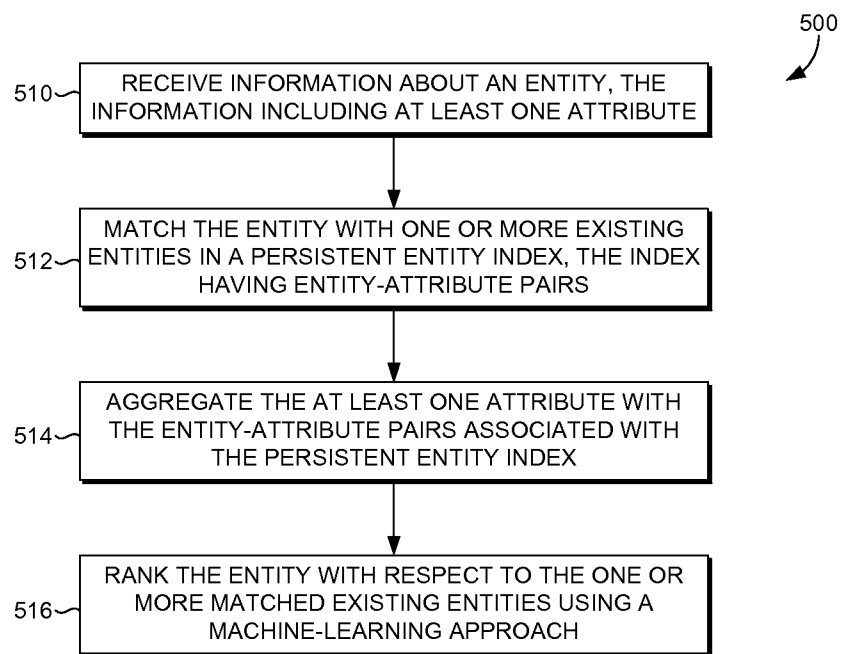 500
510
RECEIVE INFORMATION ABOUT AN ENTITY, THE
INFORMATION INCLUDING AT LEAST ONE ATTRIBUTE
512
MATCH THE ENTITY WITH ONE OR MORE EXISTING
ENTITIES IN A PERSISTENT ENTITY INDEX, THE INDEX
HAVING ENTITY-ATTRIBUTE PAIRS
514
AGGREGATE THE AT LEAST ONE ATTRIBUTE WITH
THE ENTITY-ATTRIBUTE PAIRS ASSOCIATED WITH
THE PERSISTENT ENTITY INDEX
516
RANK THE ENTITY WITH RESPECT TO THE ONE OR
MORE MATCHED EXISTING ENTITIES USING A
MACHINE-LEARNING APPROACH